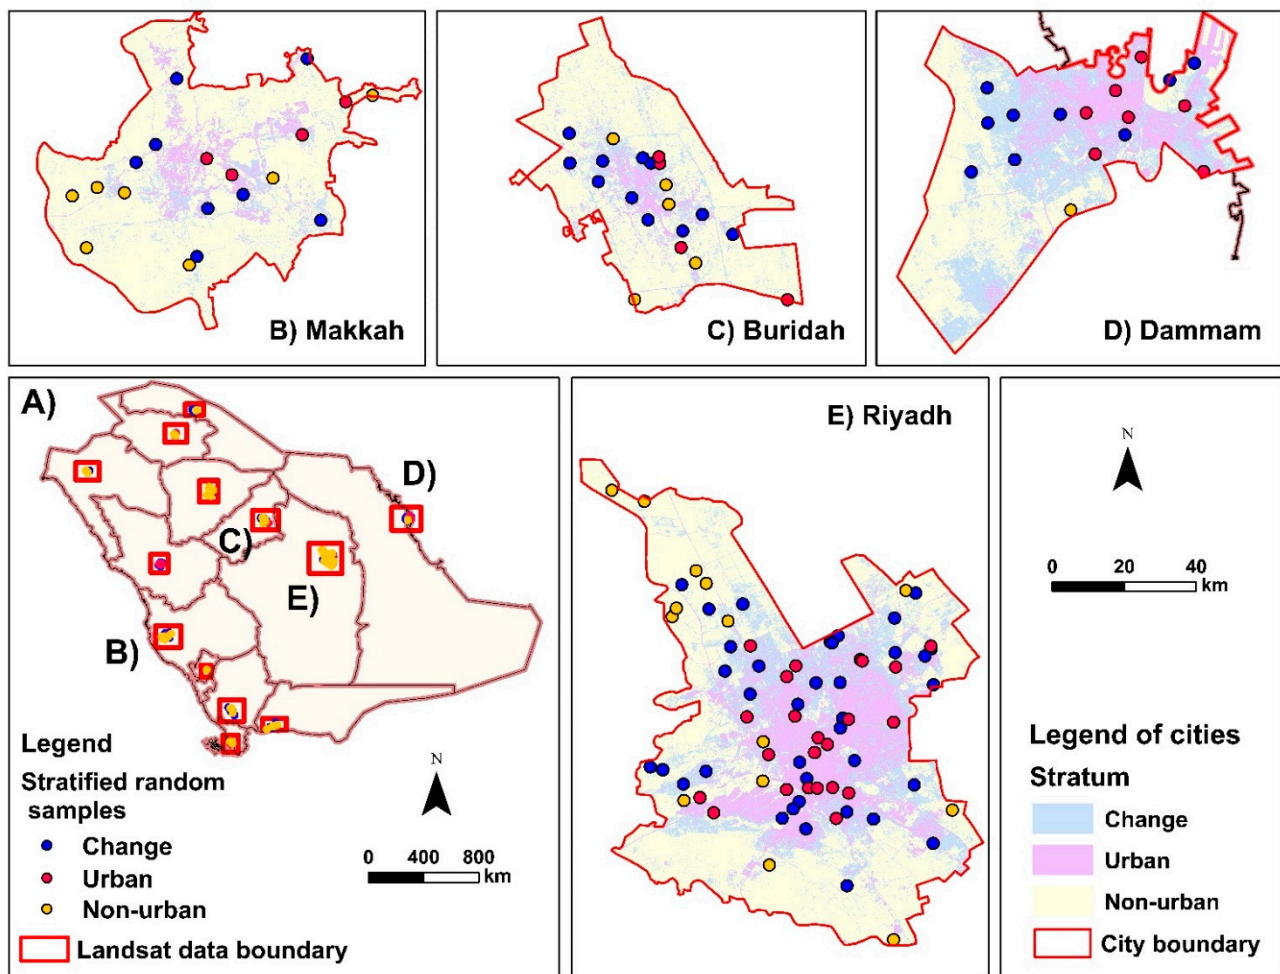 B) Makkah
C) Buridah
D) Dammam
A)
D)
C)
E)
B)
Legend
Stratified random
samples
Change
Urban
Non-urban
Landsat data boundary
N
0 400 800
km
E) Riyadh
N
0 20 40
km
Legend of cities
Stratum
Change
Urban
Non-urban
City boundary